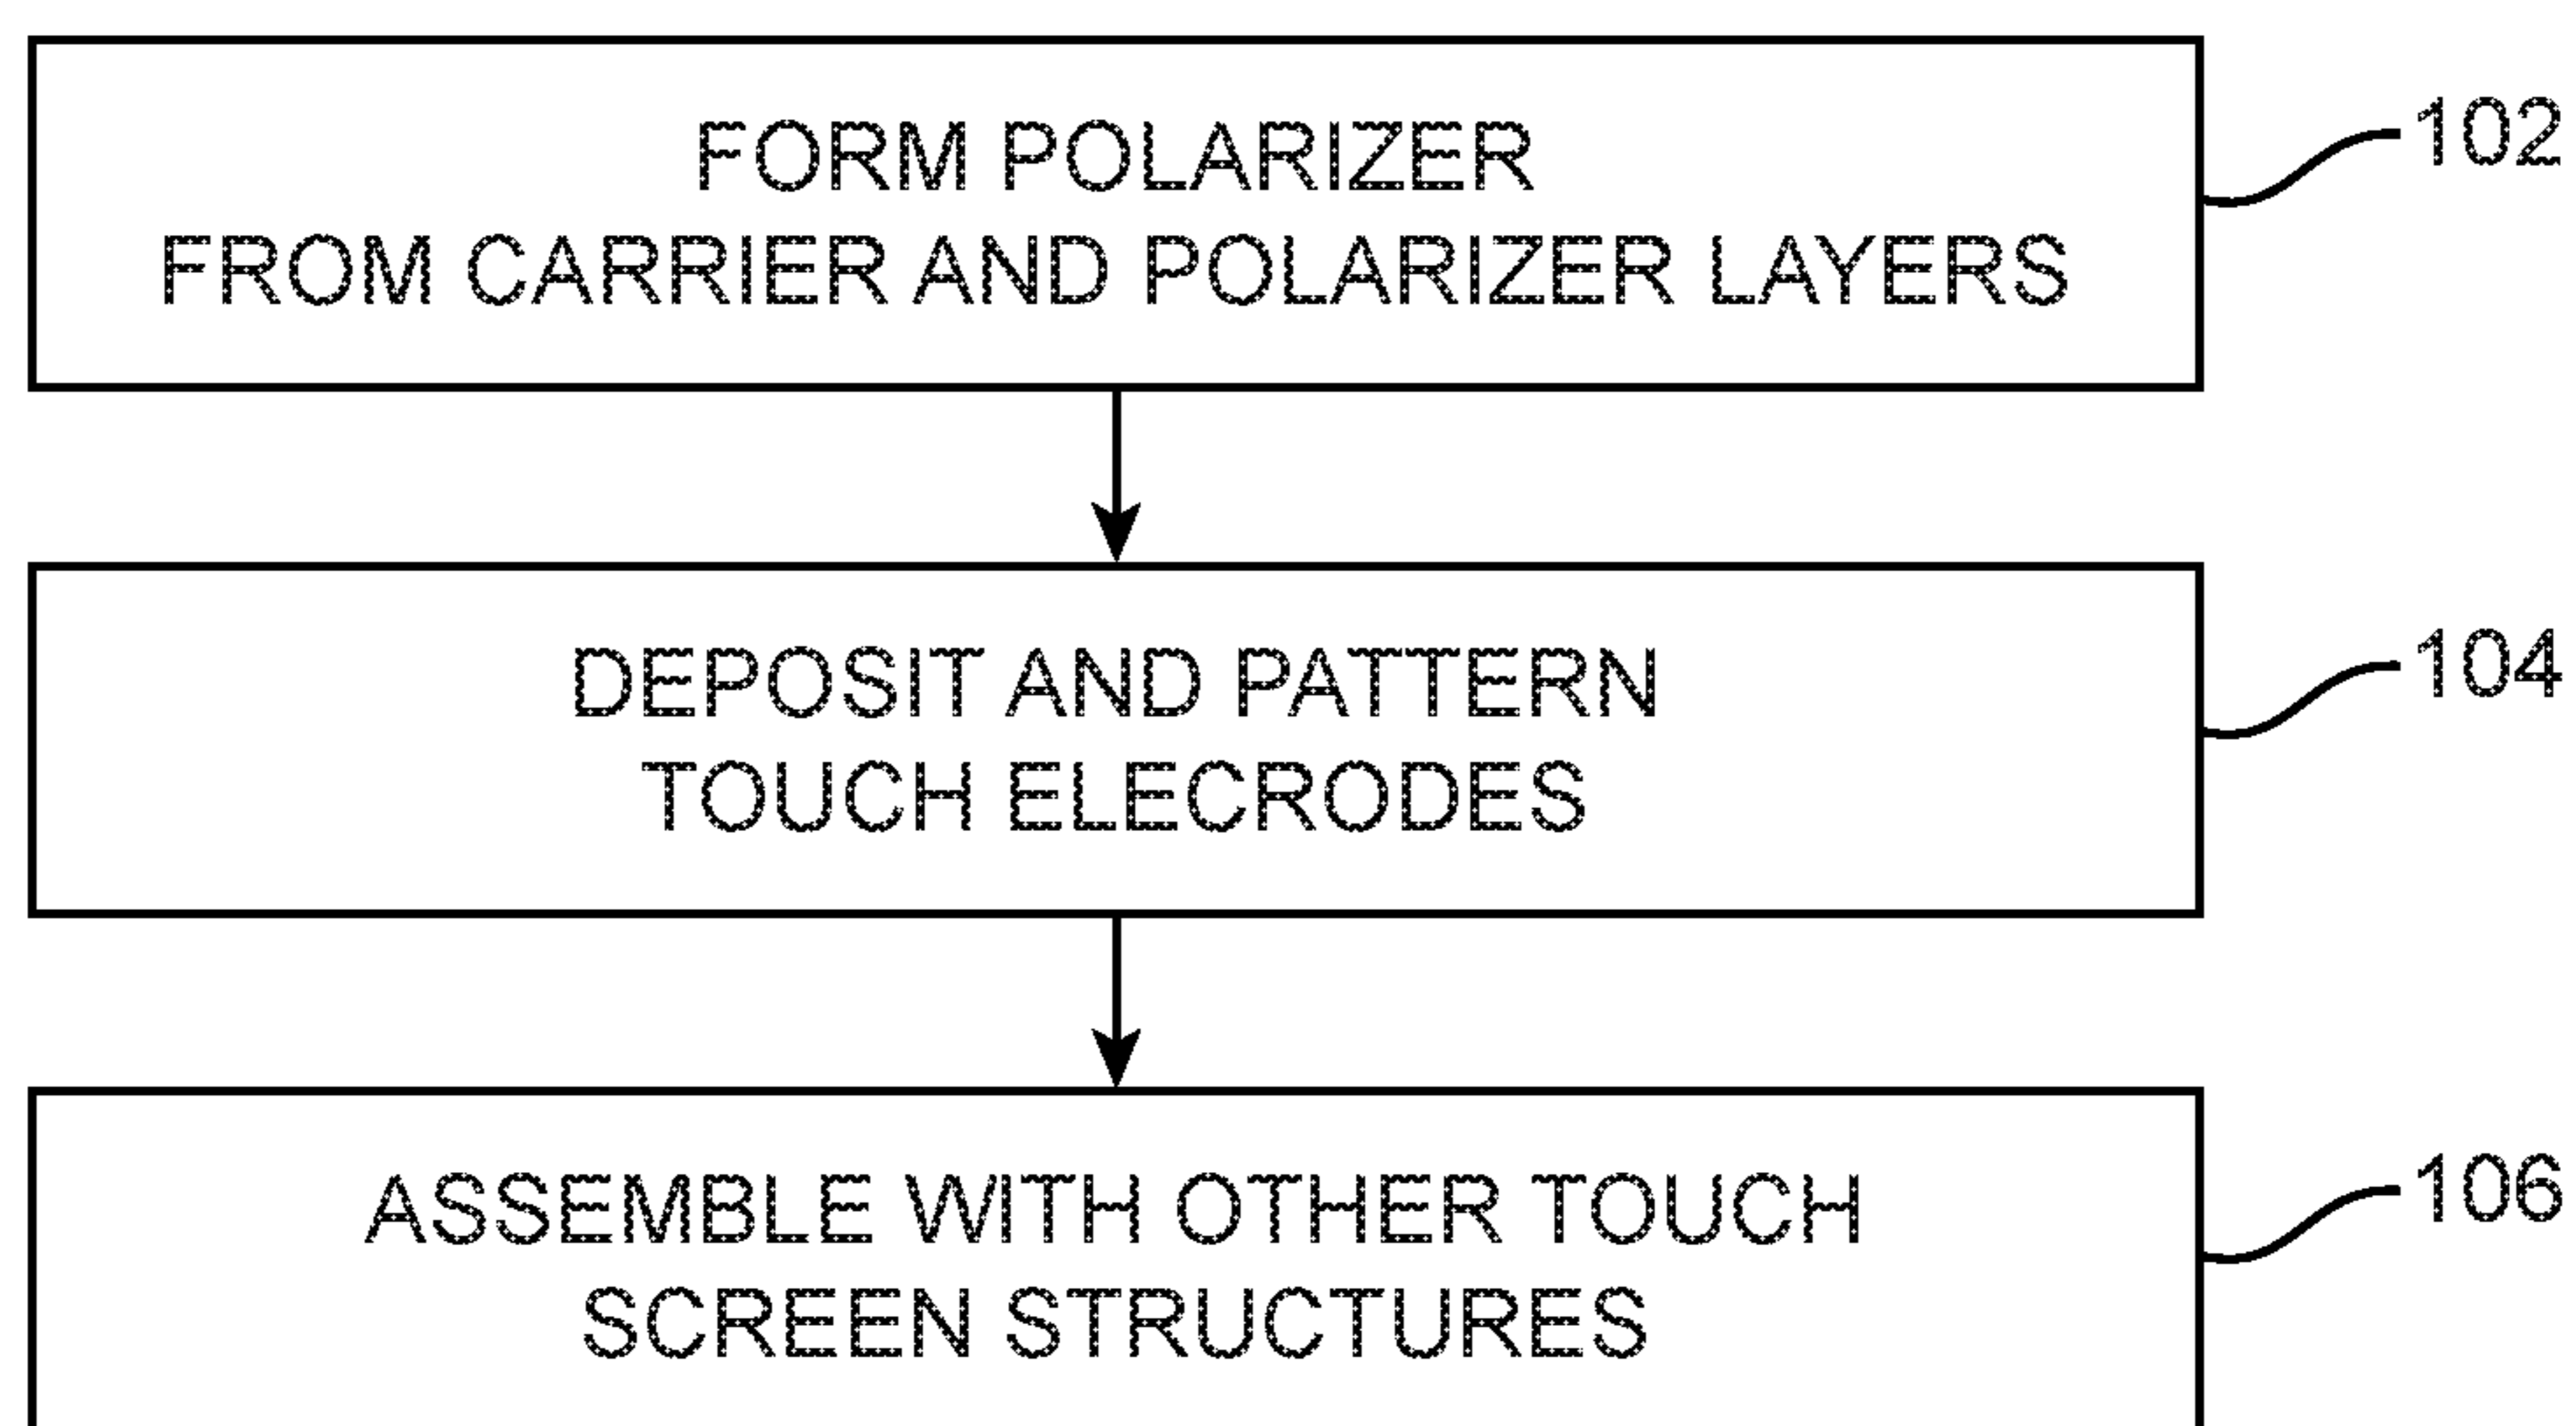 FORM POLARIZER
FROM CARRIER AND POLARIZER LAYERS
102
DEPOSIT AND PATTERN
TOUCH ELECRODES
104
ASSEMBLE WITH OTHER TOUCH
SCREEN STRUCTURES
106